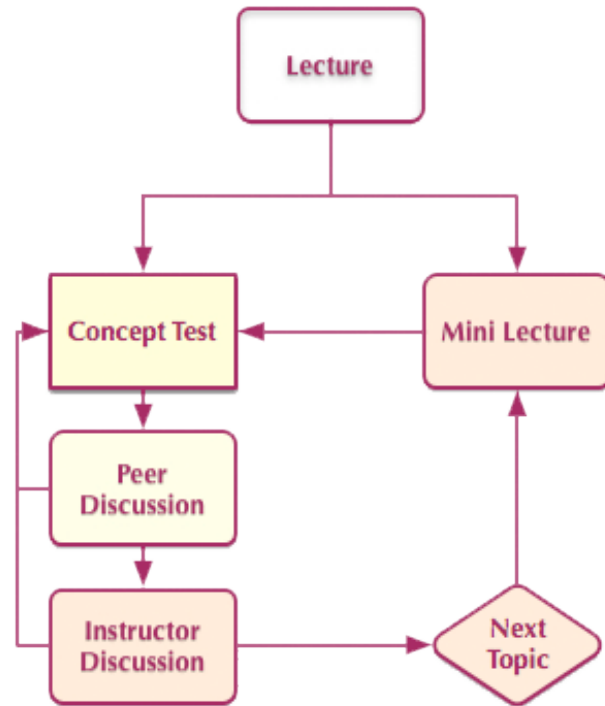 Lecture
Concept Test
Mini Lecture
Peer
Discussion
Instructor
Discussion
Next
Topic